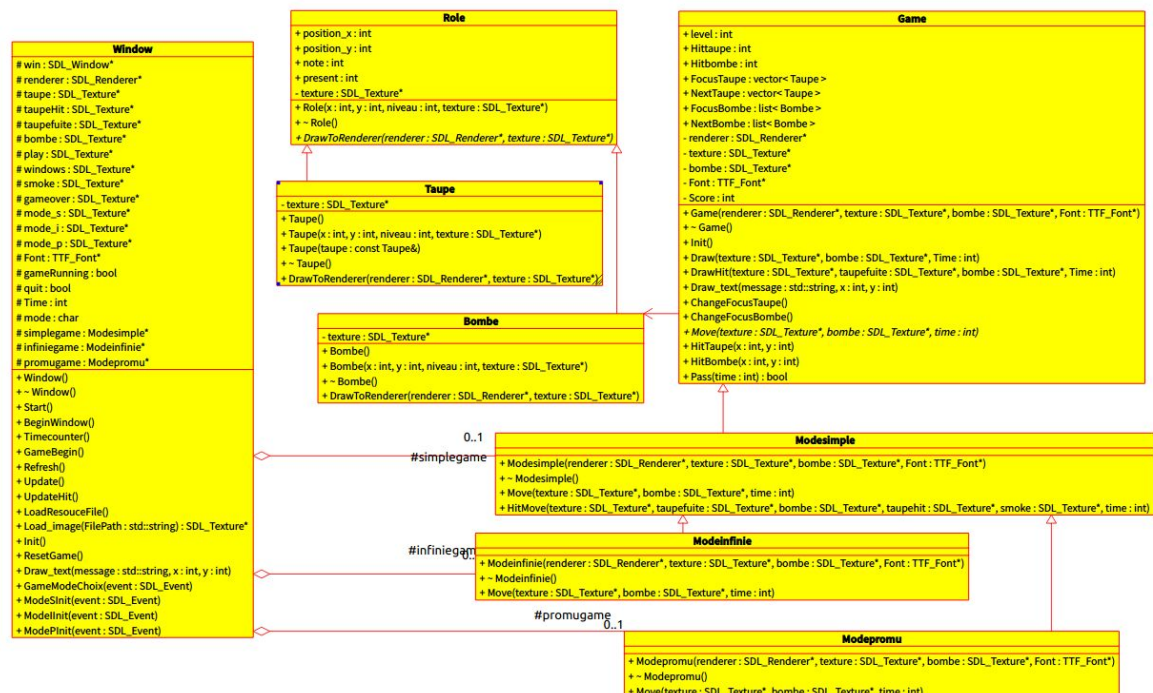 Window
# win : SDL_Window*
# renderer : SDL_Renderer*
# taupe : SDL_Texture*
# taupeHit : SDL_Texture*
# taupefuite : SDL_Texture*
# bombe : SDL_Texture*
# play : SDL_Texture*
# windows : SDL_Texture*
# smoke : SDL_Texture*
# gameover : SDL_Texture*
# mode_s : SDL_Texture*
# mode_i : SDL_Texture*
# mode_p : SDL_Texture*
# Font : TTF_Font*
# gameRunning : bool
# quit : bool
# Time : int
# mode : char
# simplegame : Modesimple*
# infiniegame : Modeinfinie*
# promugame : Modepromu*
+ Window()
+ ~ Window()
+ Start()
+ BeginWindow()
+ Timecounter()
+ GameBegin()
+ Refresh()
+ Update()
+ UpdateHit()
+ LoadResouceFile()
+ Load_image(FilePath : std::string) : SDL_Texture*
+ Init()
+ ResetGame()
+ Draw_text(message : std::string, x : int, y : int)
+ GameModeChoix(event : SDL_Event)
+ ModeSInit(event : SDL_Event)
+ ModeIInit(event : SDL_Event)
+ ModePInit(event : SDL_Event)
Role
+ position_x : int
+ position_y : int
+ note : int
+ present : int
- texture : SDL_Texture*
+ Role(x : int, y : int, niveau : int, texture : SDL_Texture*)
+ ~ Role()
+ DrawToRenderer(renderer : SDL_Renderer*, texture : SDL_Texture*)
Taupe
- texture : SDL_Texture*
+ Taupe()
+ Taupe(x : int, y : int, niveau : int, texture : SDL_Texture*)
+ Taupe(taupe : const Taupe&)
+ ~ Taupe()
+ DrawToRenderer(renderer : SDL_Renderer*, texture : SDL_Texture*)
Bombe
- texture : SDL_Texture*
+ Bombe()
+ Bombe(x : int, y : int, niveau : int, texture : SDL_Texture*)
+ ~ Bombe()
+ DrawToRenderer(renderer : SDL_Renderer*, texture : SDL_Texture*)
Game
+ level : int
+ Hittaupe : int
+ Hitbombe : int
+ FocusTaupe : vector< Taupe >
+ NextTaupe : vector< Taupe >
+ FocusBombe : list< Bombe >
+ NextBombe : list< Bombe >
- renderer : SDL_Renderer*
- texture : SDL_Texture*
- bombe : SDL_Texture*
- Font : TTF_Font*
- Score : int
+ Game(renderer : SDL_Renderer*, texture : SDL_Texture*, bombe : SDL_Texture*, Font : TTF_Font*)
+ ~ Game()
+ Init()
+ Draw(texture : SDL_Texture*, bombe : SDL_Texture*, Time : int)
+ DrawHit(texture : SDL_Texture*, taupefuite : SDL_Texture*, bombe : SDL_Texture*, Time : int)
+ Draw_text(message : std::string, x : int, y : int)
+ ChangeFocusTaupe()
+ ChangeFocusBombe()
+ Move(texture : SDL_Texture*, bombe : SDL_Texture*, time : int)
+ HitTaupe(x : int, y : int)
+ HitBombe(x : int, y : int)
+ Pass(time : int) : bool
0..1
#simplegame
Modesimple
+ Modesimple(renderer : SDL_Renderer*, texture : SDL_Texture*, bombe : SDL_Texture*, Font : TTF_Font*)
+ ~ Modesimple()
+ Move(texture : SDL_Texture*, bombe : SDL_Texture*, time : int)
+ HitMove(texture : SDL_Texture*, taupefuite : SDL_Texture*, bombe : SDL_Texture*, taupehit : SDL_Texture*, smoke : SDL_Texture*, time : int)
#infiniegam
0..
Modeinfinie
+ Modeinfinie(renderer : SDL_Renderer*, texture : SDL_Texture*, bombe : SDL_Texture*, Font : TTF_Font*)
+ ~ Modeinfinie()
+ Move(texture : SDL_Texture*, bombe : SDL_Texture*, time : int)
#promugame
0..1
Modepromu
+ Modepromu(renderer : SDL_Renderer*, texture : SDL_Texture*, bombe : SDL_Texture*, Font : TTF_Font*)
+ ~ Modepromu()
+ Move(texture : SDL_Texture*, bombe : SDL_Texture*, time : int)